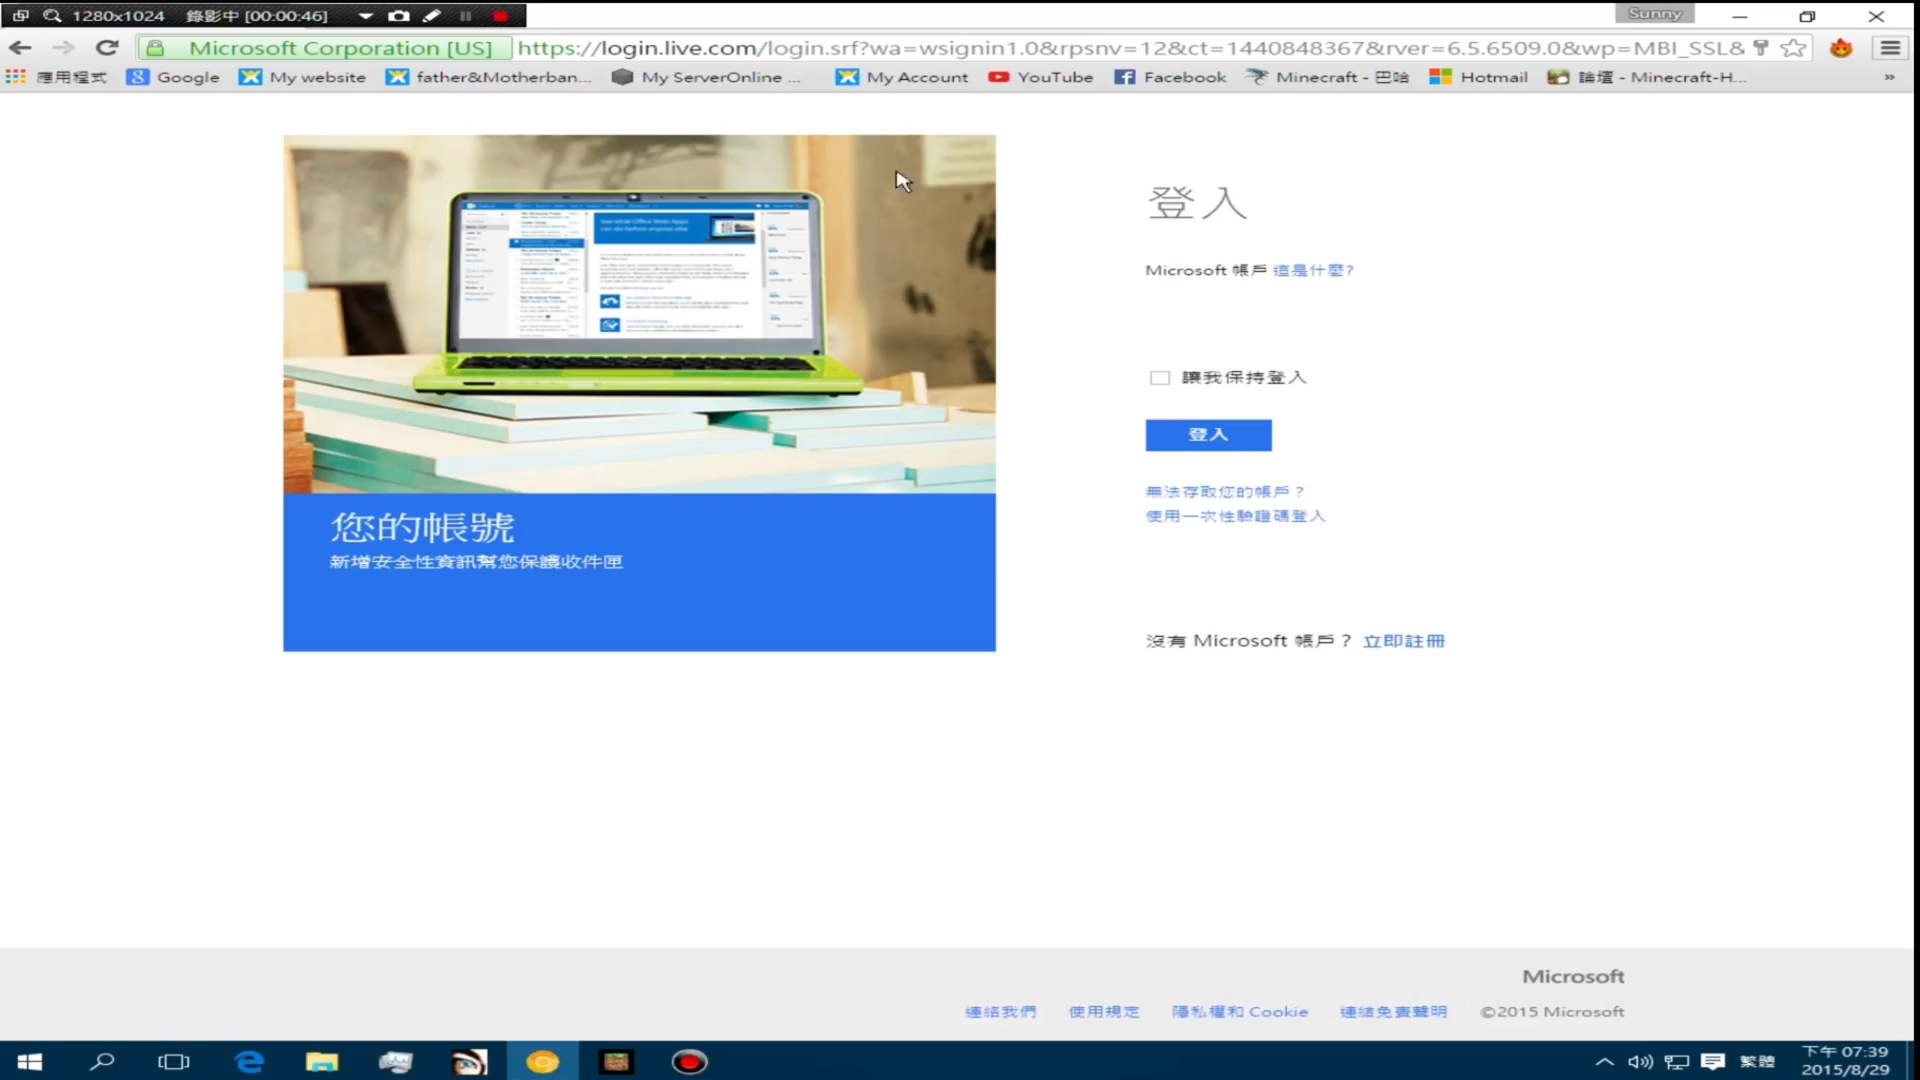 1280x1024 錄影中 [00:00:46]
Sunny
Microsoft Corporation [US] https://login.live.com/login.srf?wa=wsignin1.0&rpsnv=12&ct=1440848367&rver=6.5.6509.0&wp=MBI_SSL&
應用程式 Google My website father&Motherban... My ServerOnline ... My Account YouTube Facebook Minecraft - 巴哈 Hotmail 論壇 - Minecraft-H... »
登入
Microsoft 帳戶 這是什麼?
讓我保持登入
登入
無法存取您的帳戶？
使用一次性驗證碼登入
您的帳號
新增安全性資訊幫您保護收件匣
沒有 Microsoft 帳戶？ 立即註冊
Microsoft
連絡我們 使用規定 隱私權和 Cookie 連結免責聲明 ©2015 Microsoft
繁體
下午 07:39
2015/8/29